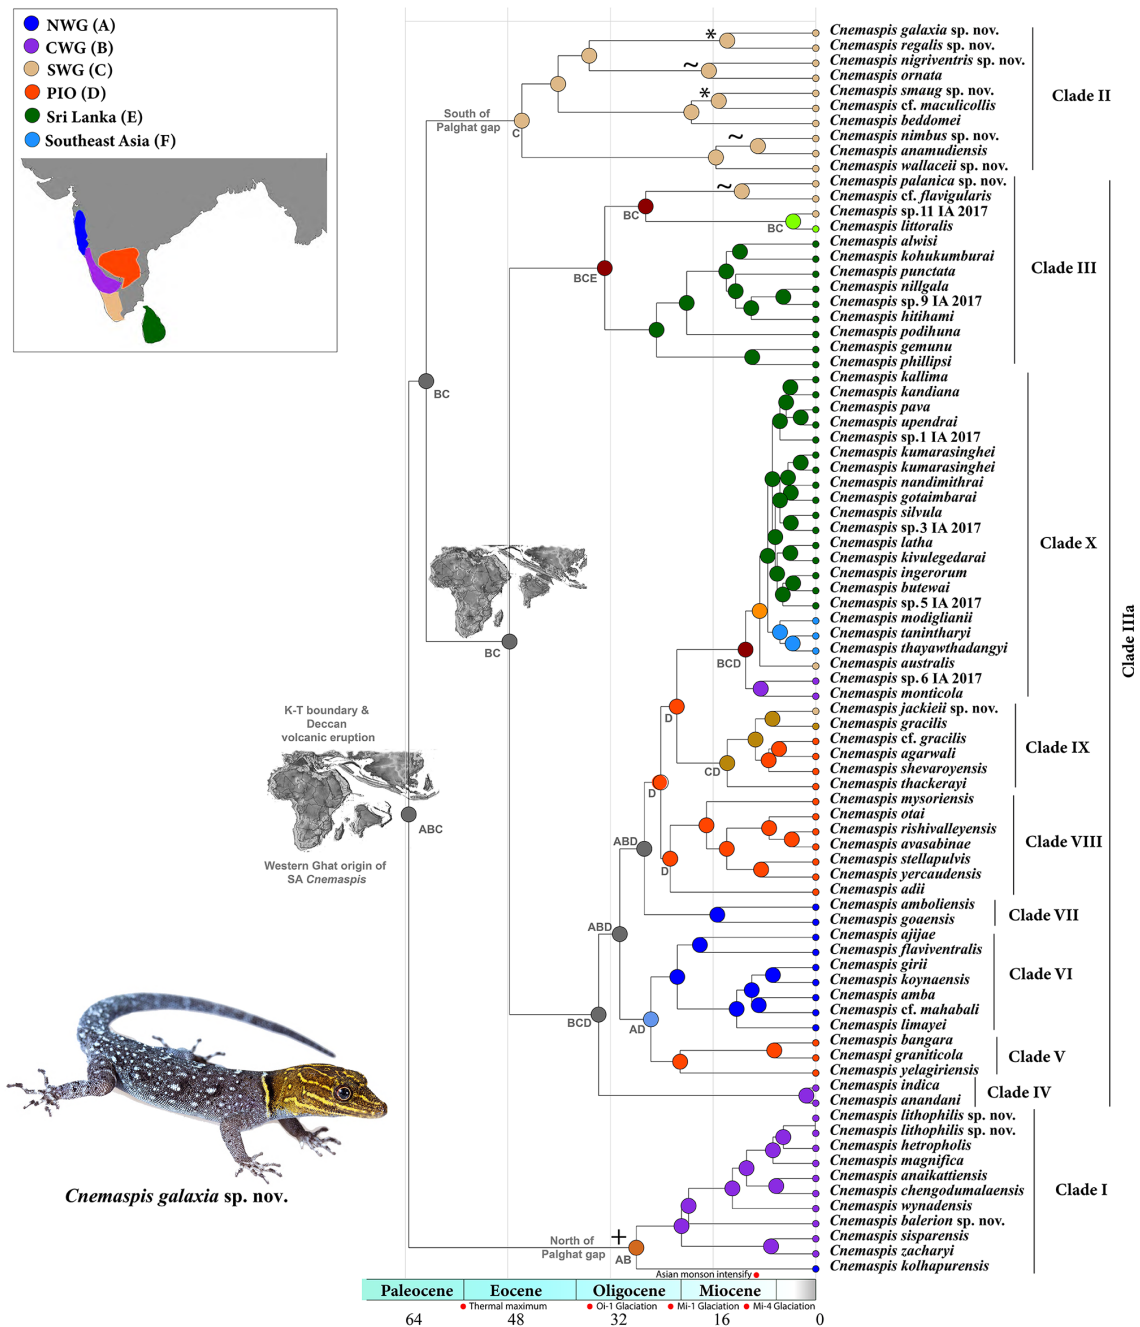 NWG (A)
CWG (B)
SWG (C)
PIO (D)
Sri Lanka (E)
Southeast Asia (F)
Cnemaspis galaxia sp. nov.
Cnemaspis regalis sp. nov.
Cnemaspis nigriventris sp. nov.
Cnemaspis ornata
Cnemaspis smaug sp. nov.
Cnemaspis cf. maculicollis
Cnemaspis beddomei
Cnemaspis nimbus sp. nov.
Cnemaspis anamudiensis
Cnemaspis wallaceii sp. nov.
Cnemaspis palanica sp. nov.
Cnemaspis cf. flavigularis
Cnemaspis sp.11 IA 2017
Cnemaspis littoralis
Cnemaspis alwisi
Cnemaspis kohukumburai
Cnemaspis punctata
Cnemaspis nillgala
Cnemaspis sp.9 IA 2017
Cnemaspis hitihami
Cnemaspis podihuna
Cnemaspis gemunu
Cnemaspis phillipsi
Cnemaspis kallima
Cnemaspis kandiana
Cnemaspis pava
Cnemaspis upendrai
Cnemaspis sp.1 IA 2017
Cnemaspis kumarasinghei
Cnemaspis kumarasinghei
Cnemaspis nandimithrai
Cnemaspis gotaimbarai
Cnemaspis silvula
Cnemaspis sp.3 IA 2017
Cnemaspis latha
Cnemaspis kivulegedarai
Cnemaspis ingerorum
Cnemaspis butewai
Cnemaspis sp.5 IA 2017
Cnemaspis modiglianii
Cnemaspis tanintharyi
Cnemaspis thayawthadangyi
Cnemaspis australis
Cnemaspis sp.6 IA 2017
Cnemaspis monticola
Cnemaspis jackieii sp. nov.
Cnemaspis gracilis
Cnemaspis cf. gracilis
Cnemaspis agarwali
Cnemaspis shevaroyensis
Cnemaspis thackerayi
Cnemaspis mysoriensis
Cnemaspis otai
Cnemaspis rishivalleyensis
Cnemaspis avasabinae
Cnemaspis stellapulvis
Cnemaspis yercaudensis
Cnemaspis adii
Cnemaspis amboliensis
Cnemaspis goaensis
Cnemaspis ajijae
Cnemaspis flaviventralis
Cnemaspis girii
Cnemaspis koynaensis
Cnemaspis amba
Cnemaspis cf. mahabali
Cnemaspis limayei
Cnemaspis bangara
Cnemaspi graniticola
Cnemaspis yelagiriensis
Cnemaspis indica
Cnemaspis anandani
Cnemaspis lithophilis sp. nov.
Cnemaspis lithophilis sp. nov.
Cnemaspis hetropholis
Cnemaspis magnifica
Cnemaspis anaikattiensis
Cnemaspis chengodumalaensis
Cnemaspis wynadensis
Cnemaspis balerion sp. nov.
Cnemaspis sisparensis
Cnemaspis zacharyi
Cnemaspis kolhapurensis
Clade II
Clade III
Clade X
Clade IIIa
Clade IX
Clade VIII
Clade VII
Clade VI
Clade V
Clade IV
Clade I
*
~
*
~
~
South of
Palghat gap
C
BC
BC
BCE
BC
BC
BCD
D
CD
D
ABD
D
ABD
BCD
AD
K-T boundary &
Deccan
volcanic eruption
ABC
Western Ghat origin of
SA Cnemaspis
Cnemaspis galaxia sp. nov.
North of
Palghat gap
+
AB
Asian monson intensify
Paleocene Eocene Oligocene Miocene
Thermal maximum Oi-1 Glaciation Mi-1 Glaciation Mi-4 Glaciation
64 48 32 16 0